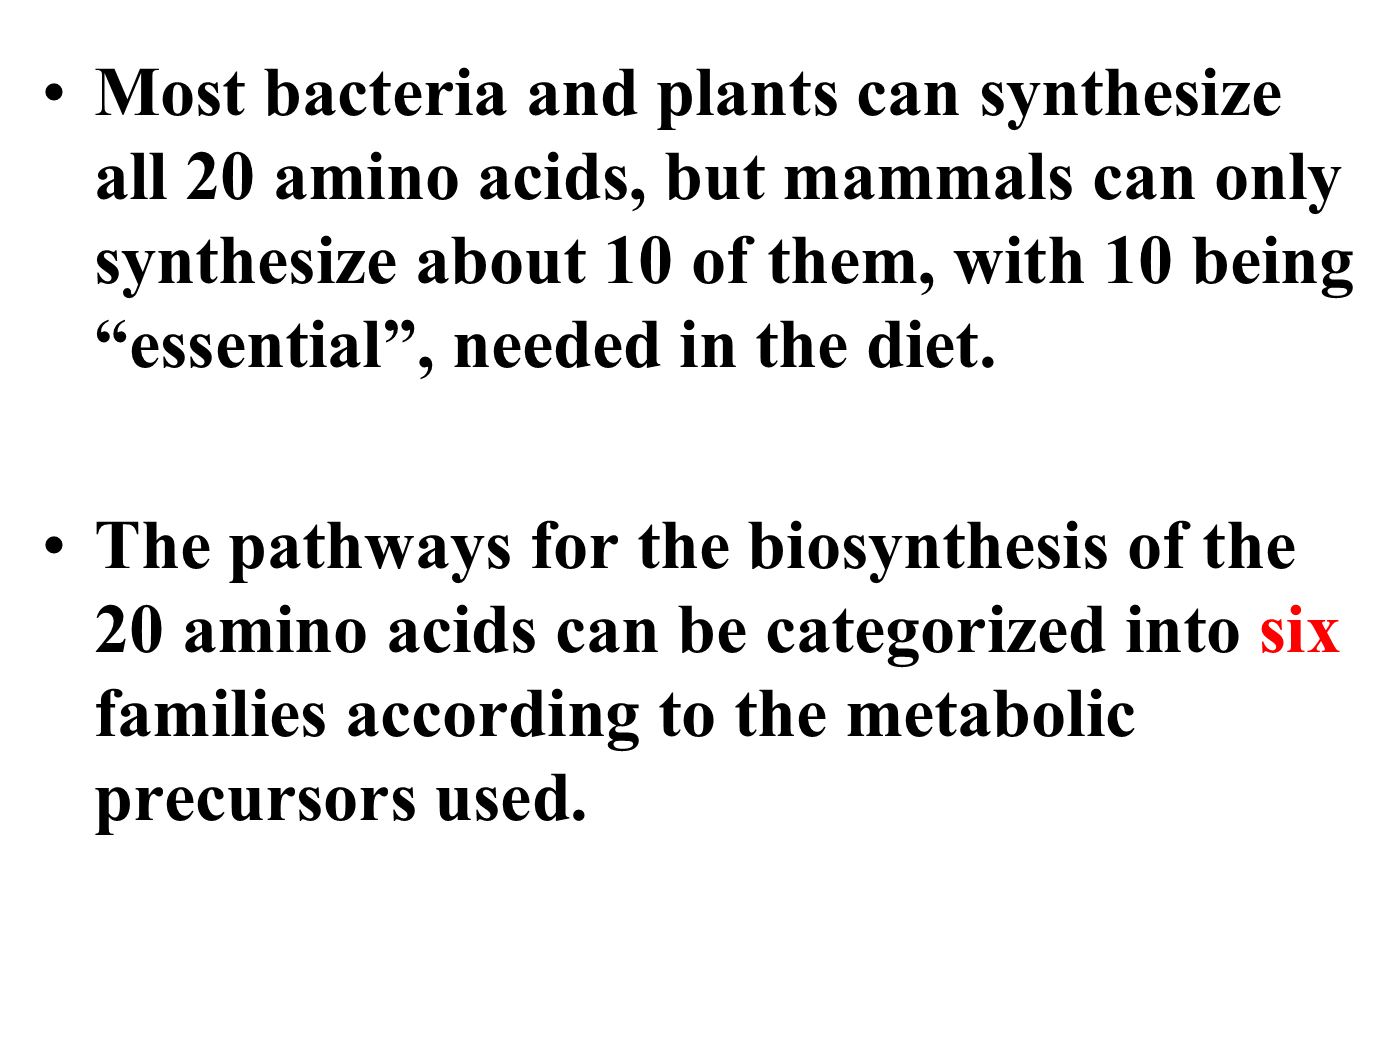 • Most bacteria and plants can synthesize
all 20 amino acids, but mammals can only
synthesize about 10 of them, with 10 being
“essential”, needed in the diet.
• The pathways for the biosynthesis of the
20 amino acids can be categorized into six
families according to the metabolic
precursors used.